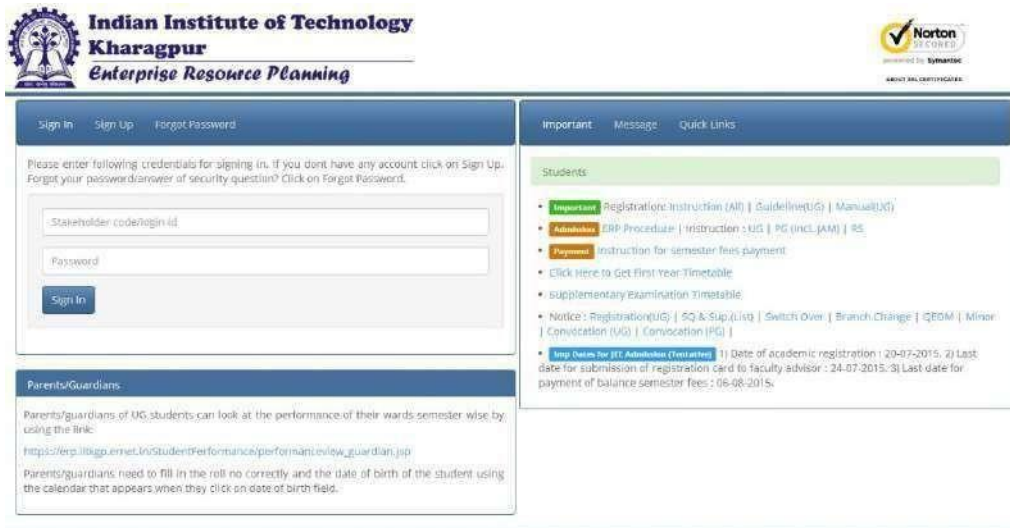 Indian Institute of Technology
Kharagpur
Enterprise Resource Planning
Norton
SECURED
powered by Symantec
ABOUT SSL CERTIFICATES
Sign In Sign Up Forgot Password
Please enter following credentials for signing in. If you dont have any account click on Sign Up.
Forgot your password/answer of security question? Click on Forgot Password.
Stakeholder code/login id
Password
Sign In
Parents/Guardians
Parents/guardians of UG students can look at the performance of their wards semester wise by
using the link:
https://erp.iitkgp.ernet.in/StudentPerformance/performanceview_guardian.jsp
Parents/guardians need to fill in the roll no correctly and the date of birth of the student using
the calendar that appears when they click on date of birth field.
Important Message Quick Links
Students
Important Registration: Instruction (All) | Guideline(UG) | Manual(UG)
Admission ERP Procedure | Instruction : UG | PG (incl. JAM) | RS
Payment Instruction for semester fees payment
Click Here to Get First Year Timetable
Supplementary Examination Timetable
Notice : Registration(UG) | SQ & Sup.(List) | Switch Over | Branch Change | QEDM | Minor
| Convocation (UG) | Convocation (PG) |
Imp Dates for JEE Admission (Tentative) 1) Date of academic registration : 20-07-2015. 2) Last
date for submission of registration card to faculty advisor : 24-07-2015. 3) Last date for
payment of balance semester fees : 06-08-2015.